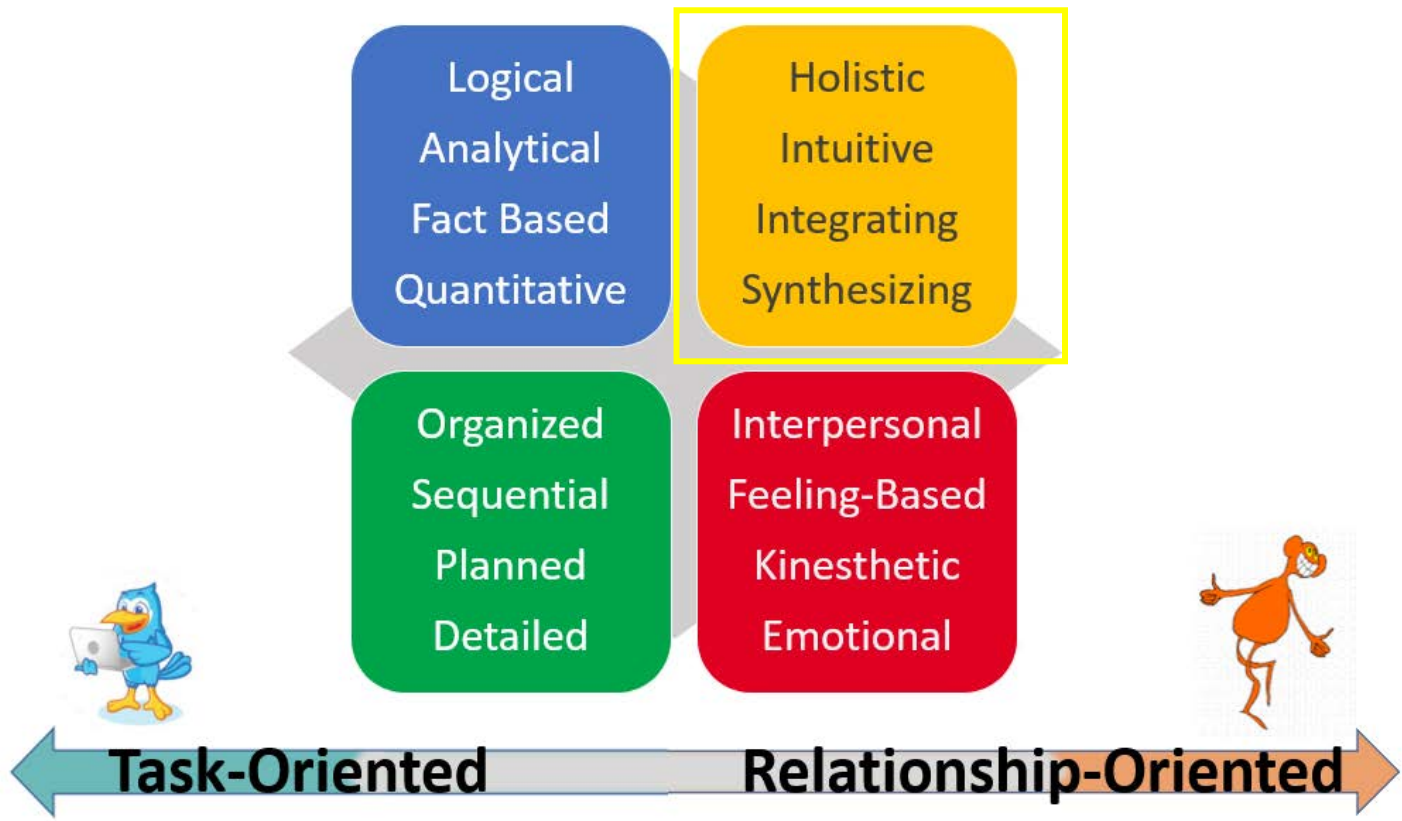 Logical
Analytical
Fact Based
Quantitative
Holistic
Intuitive
Integrating
Synthesizing
Organized
Sequential
Planned
Detailed
Interpersonal
Feeling-Based
Kinesthetic
Emotional
Task-Oriented
Relationship-Oriented